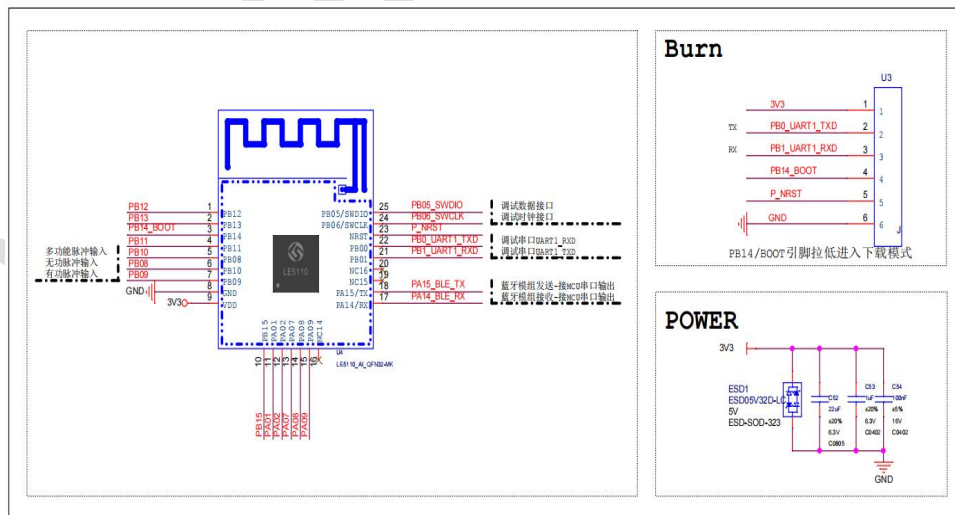 Burn
U3
3V3
1
1
TX
PB0_UART1_TXD
2
2
RX
PB1_UART1_RXD
3
3
PB14_BOOT
4
4
P_NRST
5
5
GND
6
6
J
PB14/BOOT引脚拉低进入下载模式
PB12
1
PB12
PB13
2
PB13
PB14_BOOT
3
PB14
PB11
4
PB11
多功能脉冲输入
PB10
5
PB08
无功脉冲输入
PB08
6
PB10
有功脉冲输入
PB09
7
PB09
GND
8
GND
3V3
9
VDD
LE5110
PB05/SWDIO
25
PB05_SWDIO
调试数据接口
PB06/SWCLK
24
PB06_SWCLK
调试时钟接口
NRST
23
P_NRST
PB00
22
PB0_UART1_TXD
调试串口UART1_RXD
PB01
21
PB1_UART1_RXD
调试串口UART1_TXD
NC16
20
NC15
19
PA15/TX
18
PA15_BLE_TX
蓝牙模组发送-接MCU串口输出
PA14/RX
17
PA14_BLE_RX
蓝牙模组接收-接MCU串口输出
PB15
PA01
PA02
PA07
PA08
PA09
NC14
10
11
12
13
14
15
16
U4
LE5110_AI_QFN32-MK
PB15
PA01
PA02
PA07
PA08
PA09
POWER
3V3
ESD1
ESD05V32D-LC
5V
ESD-SOD-323
C52
22uF
±20%
6.3V
C0805
C53
1uF
±20%
6.3V
C0402
C54
100nF
±5%
16V
C0402
GND